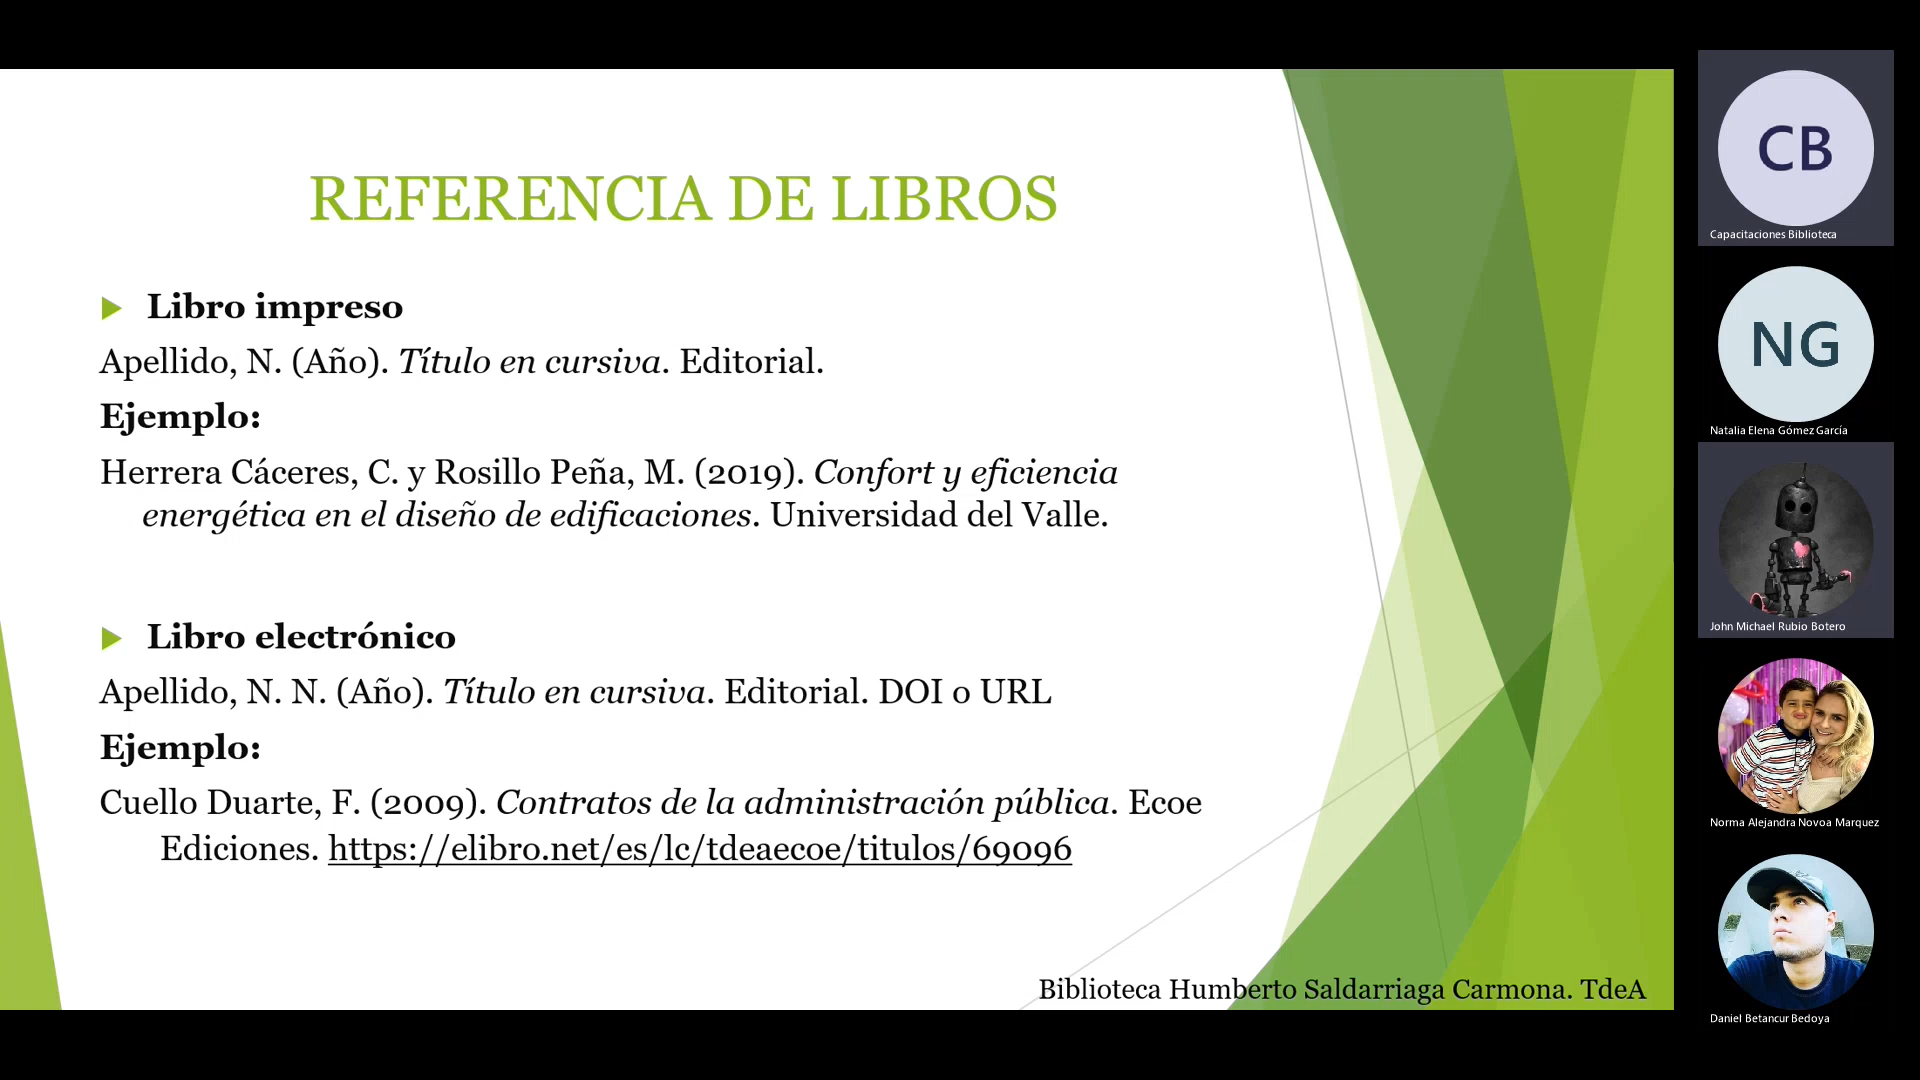 REFERENCIA DE LIBROS
Libro impreso
Apellido, N. (Año). Título en cursiva. Editorial.
Ejemplo:
Herrera Cáceres, C. y Rosillo Peña, M. (2019). Confort y eficiencia
energética en el diseño de edificaciones. Universidad del Valle.
Libro electrónico
Apellido, N. N. (Año). Título en cursiva. Editorial. DOI o URL
Ejemplo:
Cuello Duarte, F. (2009). Contratos de la administración pública. Ecoe
Ediciones. https://elibro.net/es/lc/tdeaecoe/titulos/69096
Biblioteca Humberto Saldarriaga Carmona. TdeA
CB
Capacitaciones Biblioteca
NG
Natalia Elena Gómez García
John Michael Rubio Botero
Norma Alejandra Novoa Marquez
Daniel Betancur Bedoya